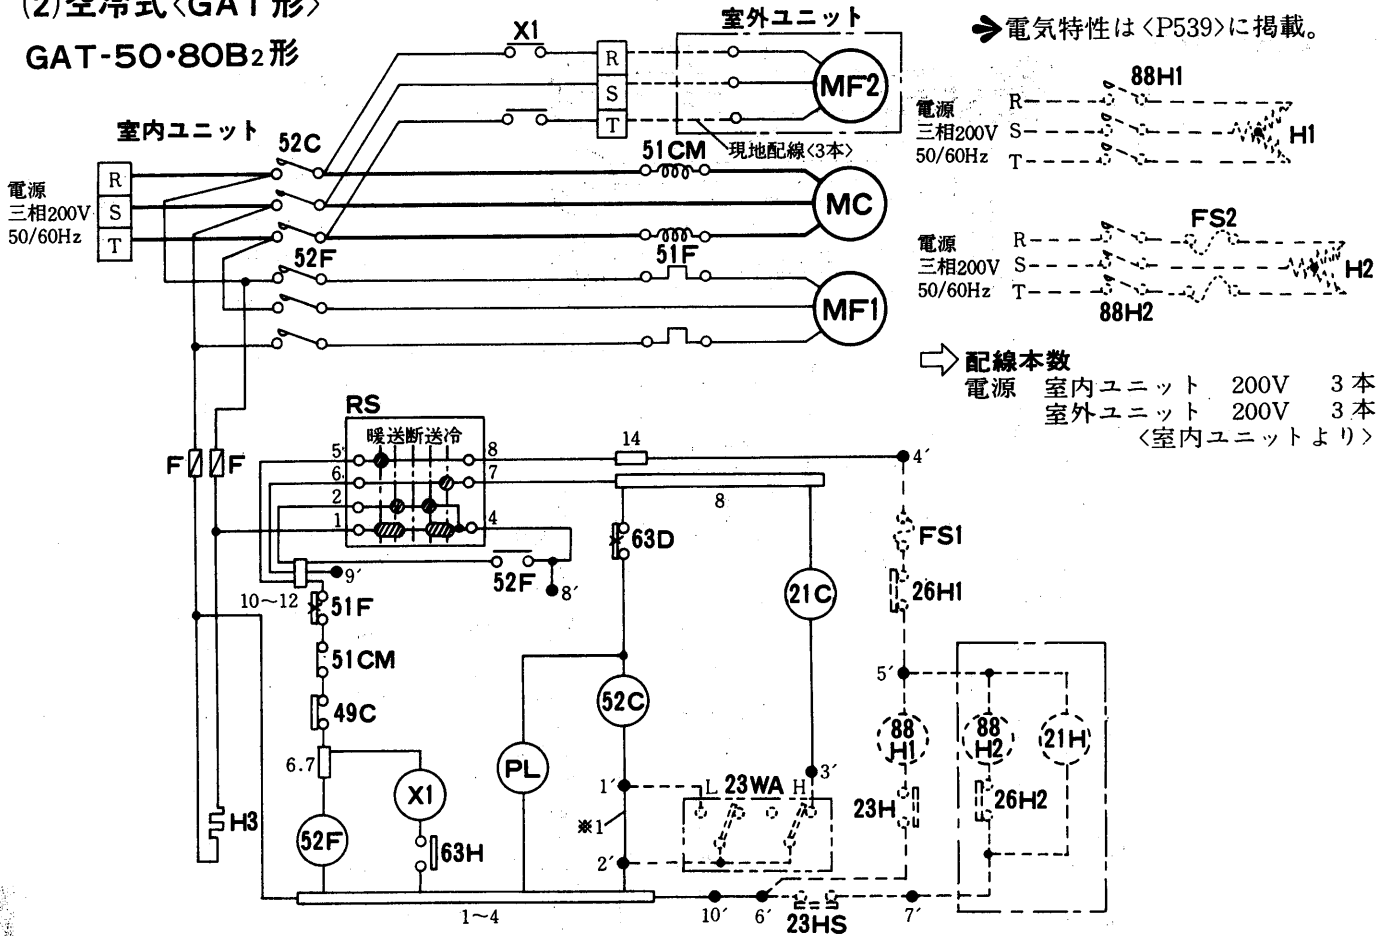 (2)空冷式〈GAT形〉
GAT-50・80B2形
室外ユニット
➔電気特性は〈P539〉に掲載。
X1
R
S
T
MF2
現地配線〈3本〉
室内ユニット
52C
51CM
電源
三相200V
50/60Hz
R
S
T
MC
52F
51F
MF1
88H1
電源
三相200V
50/60Hz
R
S
T
H1
FS2
電源
三相200V
50/60Hz
R
S
T
H2
88H2
⇨配線本数
電源 室内ユニット 200V 3本
室外ユニット 200V 3本
〈室内ユニットより〉
RS
暖送断送冷
5
6
2
1
8
7
4
F
F
14
4′
8
63D
52F
8′
9′
10~12
51F
21C
FS1
26H1
51CM
49C
52C
5′
88H1
88H2
21H
6.7
X1
PL
1′
L 23WA H
3′
23H
26H2
※1
H3
52F
63H
2′
1~4
10′
6′
23HS
7′